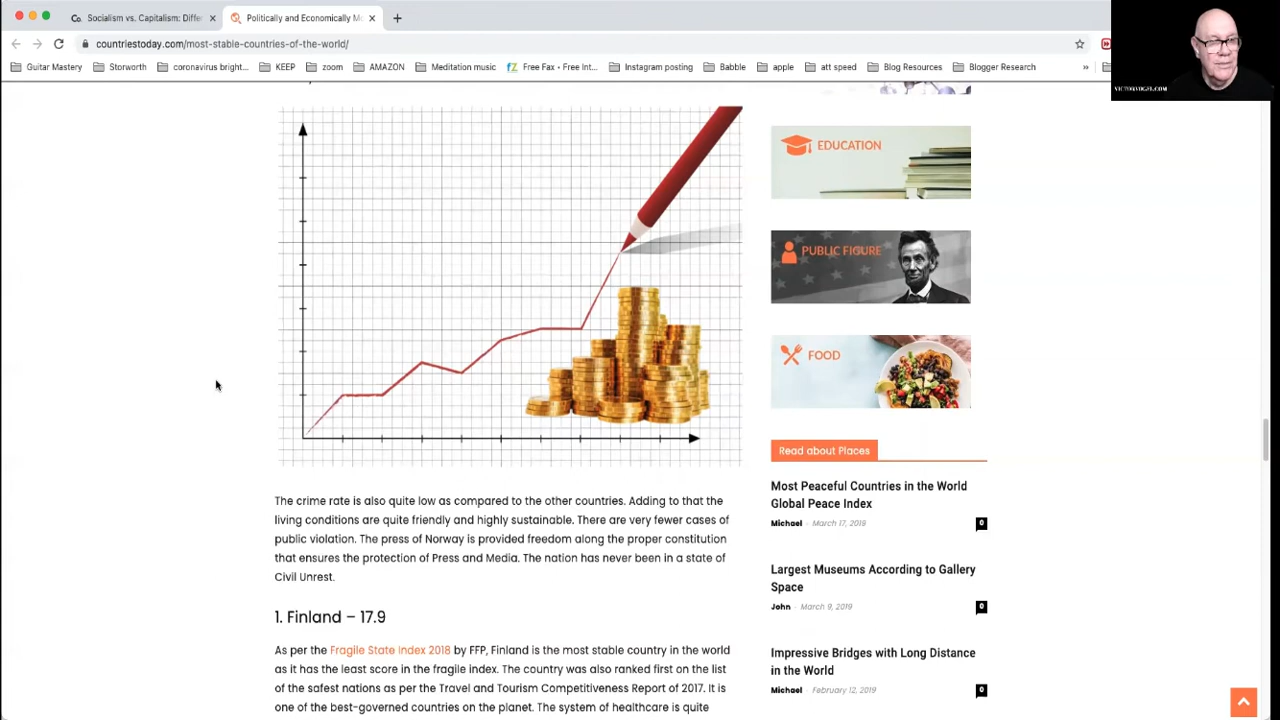 Co. Socialism vs. Capitalism: Diffe ×
Politically and Economically Mo ×
+
countriestoday.com/most-stable-countries-of-the-world/
Guitar Mastery
Storworth
coronavirus bright...
KEEP
zoom
AMAZON
Meditation music
fZ Free Fax • Free Int...
Instagram posting
Babble
apple
att speed
Blog Resources
Blogger Research
»
VICTORVOGEL.COM
EDUCATION
PUBLIC FIGURE
FOOD
The crime rate is also quite low as compared to the other countries. Adding to that the
living conditions are quite friendly and highly sustainable. There are very fewer cases of
public violation. The press of Norway is provided freedom along the proper constitution
that ensures the protection of Press and Media. The nation has never been in a state of
Civil Unrest.
1. Finland – 17.9
As per the Fragile State Index 2018 by FFP, Finland is the most stable country in the world
as it has the least score in the fragile index. The country was also ranked first on the list
of the safest nations as per the Travel and Tourism Competitiveness Report of 2017. It is
one of the best-governed countries on the planet. The system of healthcare is quite
Read about Places
Most Peaceful Countries in the World
Global Peace Index
Michael - March 17, 2019 0
Largest Museums According to Gallery
Space
John - March 9, 2019 0
Impressive Bridges with Long Distance
in the World
Michael - February 12, 2019 0